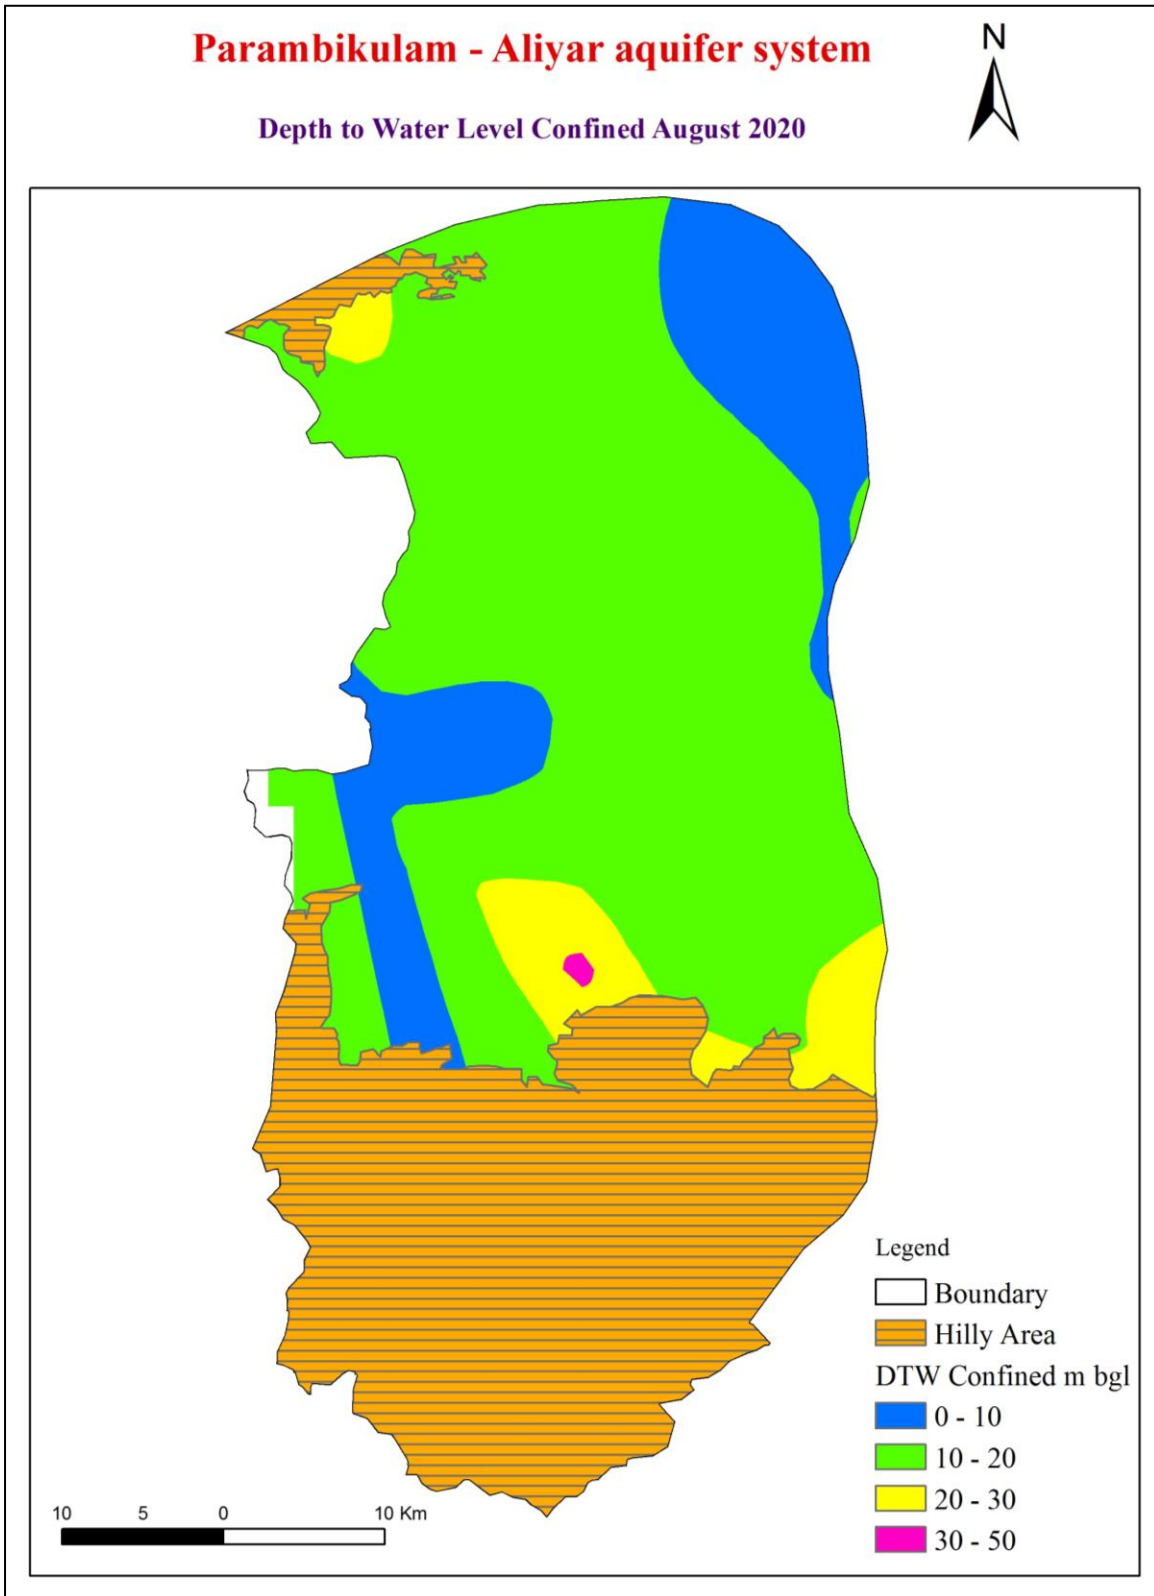 Parambikulam - Aliyar aquifer system
N
Depth to Water Level Confined August 2020
Legend
Boundary
Hilly Area
DTW Confined m bgl
0 - 10
10 - 20
20 - 30
30 - 50
10 5 0 10 Km